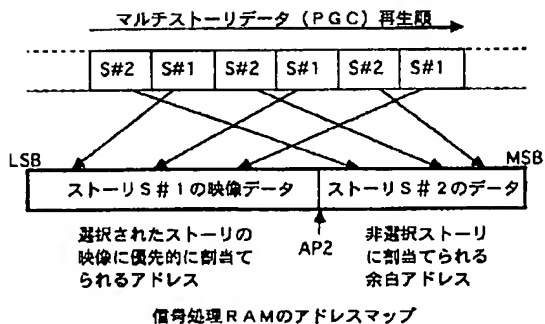 マルチストーリデータ(PGC)再生順
S#2 S#1 S#2 S#1 S#2 S#1
LSB MSB
ストーリS#1の映像データ ストーリS#2のデータ
選択されたストーリの
映像に優先的に割当て
られるアドレス
AP2
非選択ストーリ
に割当てられる
余白アドレス
信号処理RAMのアドレスマップ